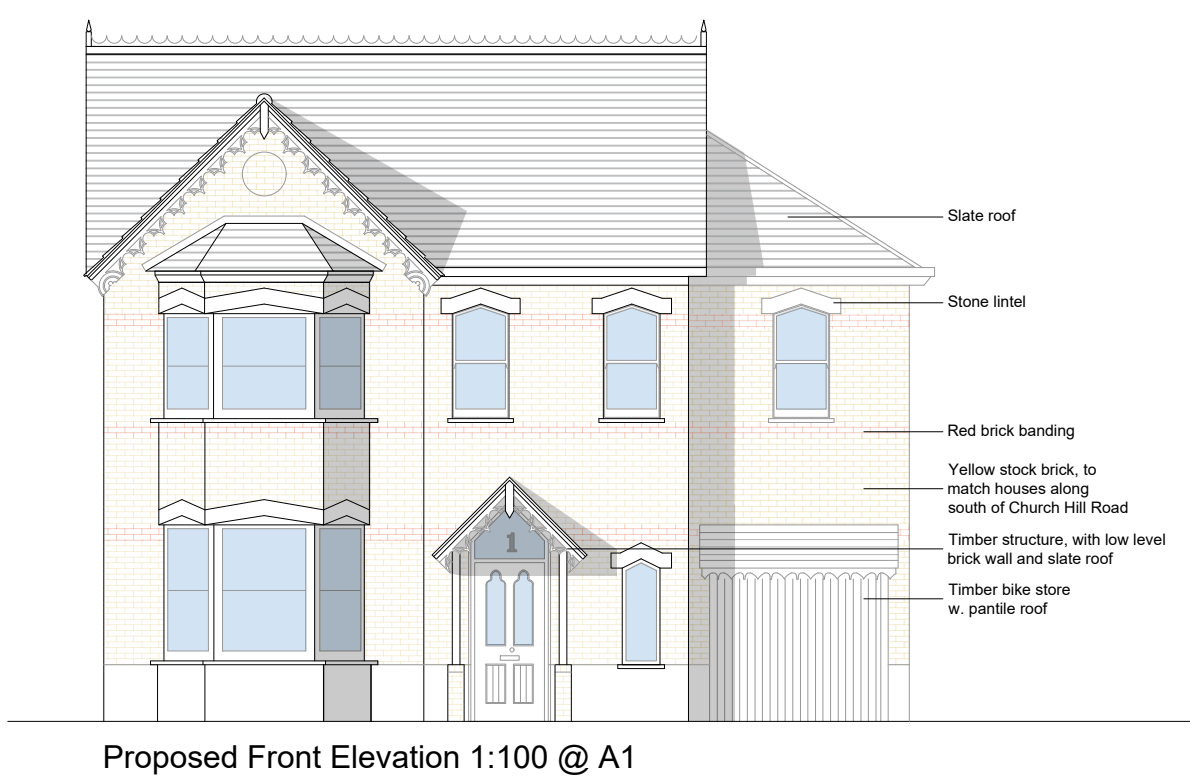 Slate roof
Stone lintel
Red brick banding
Yellow stock brick, to
match houses along
south of Church Hill Road
1
Timber structure, with low level
brick wall and slate roof
Timber bike store
w. pantile roof
Proposed Front Elevation 1:100 @ A1